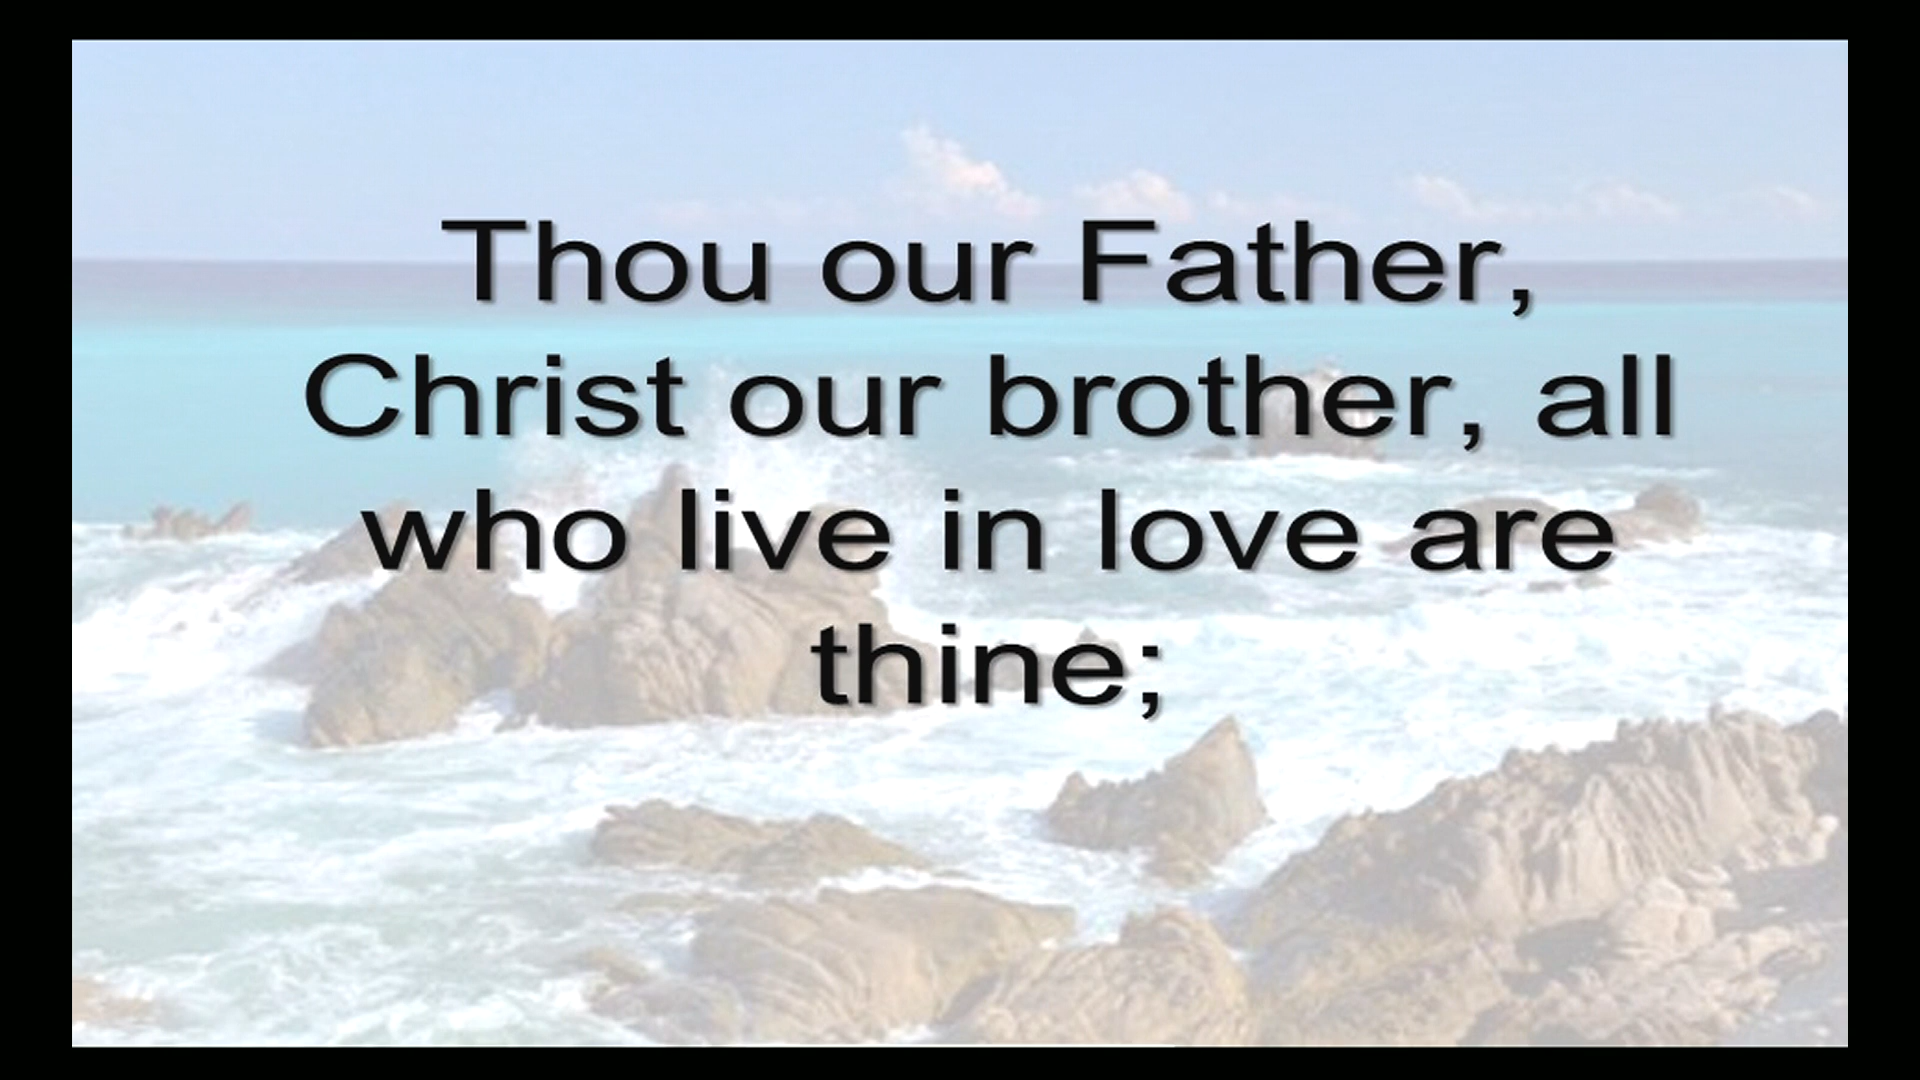 Thou our Father,
Christ our brother, all
who live in love are
thine;